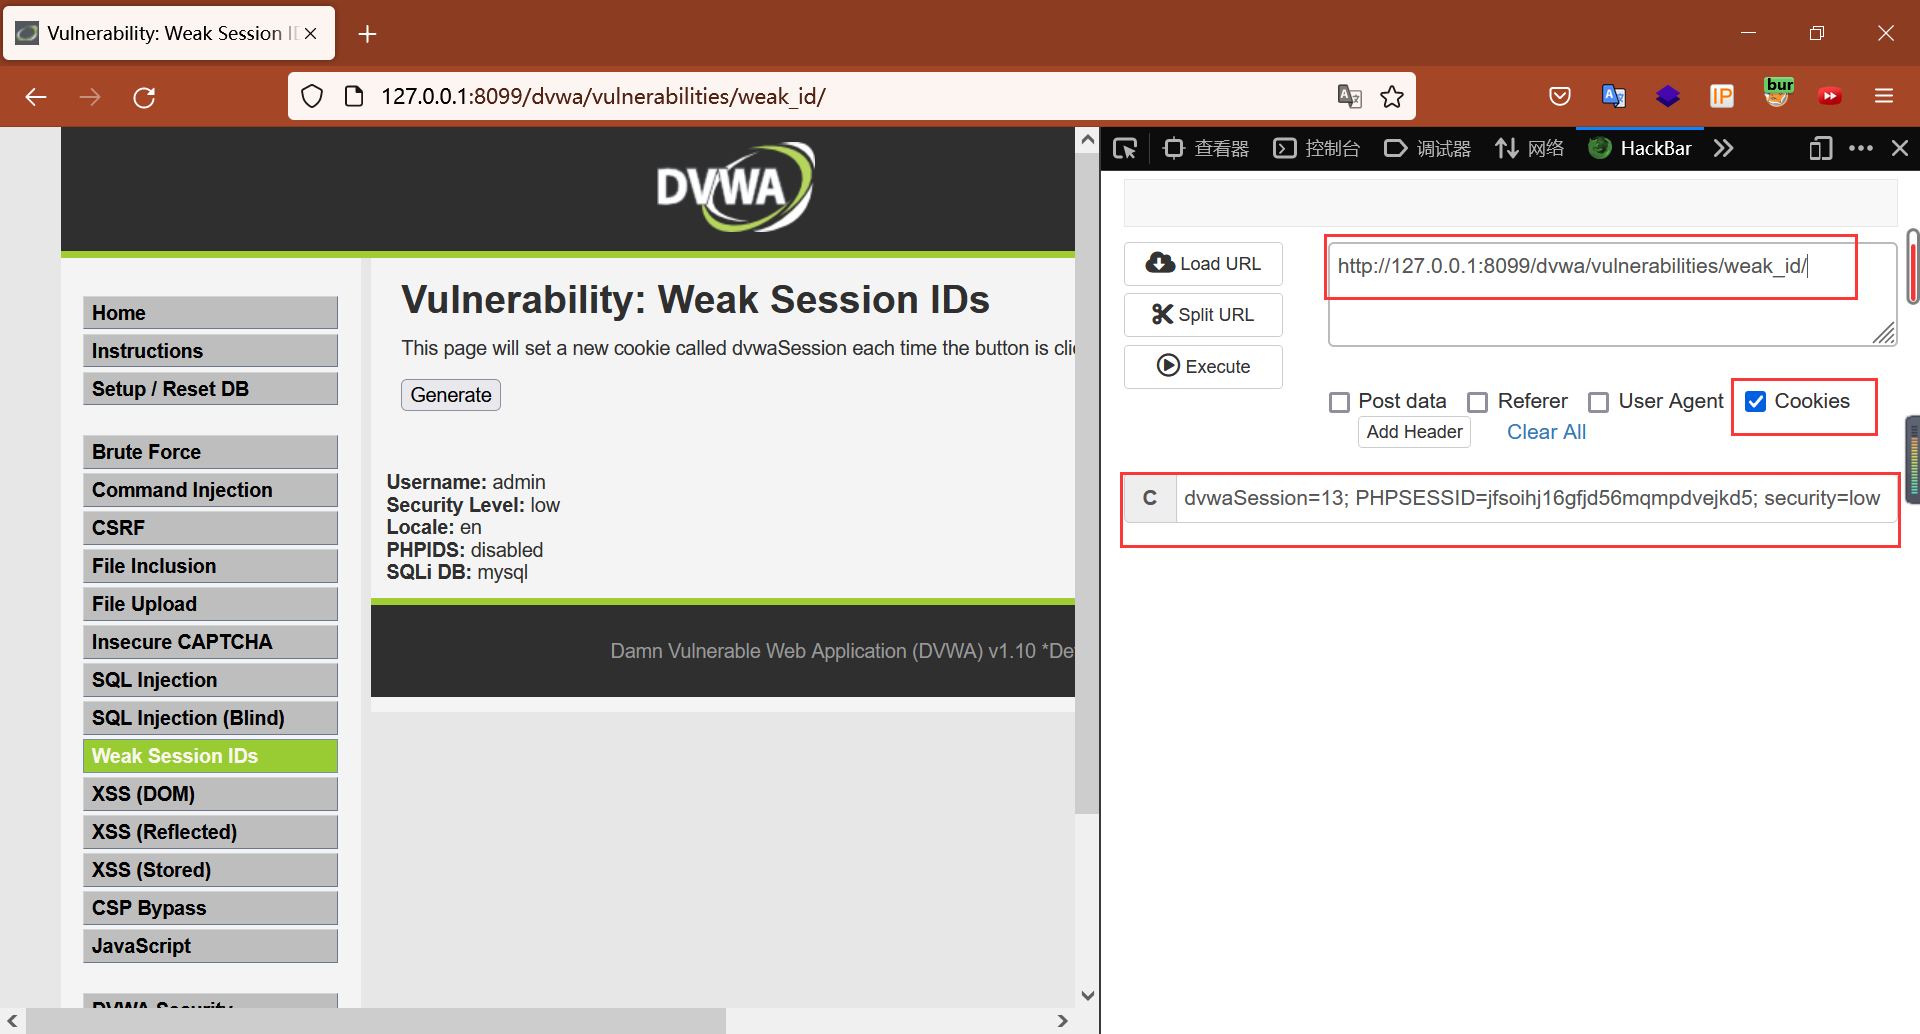 Vulnerability: Weak Session I
127.0.0.1:8099/dvwa/vulnerabilities/weak_id/
IP
bur
DVWA
Home
Instructions
Setup / Reset DB
Brute Force
Command Injection
CSRF
File Inclusion
File Upload
Insecure CAPTCHA
SQL Injection
SQL Injection (Blind)
Weak Session IDs
XSS (DOM)
XSS (Reflected)
XSS (Stored)
CSP Bypass
JavaScript
DVWA Security
Vulnerability: Weak Session IDs
This page will set a new cookie called dvwaSession each time the button is cli
Generate
Username: admin
Security Level: low
Locale: en
PHPIDS: disabled
SQLi DB: mysql
Damn Vulnerable Web Application (DVWA) v1.10 *De
查看器 控制台 调试器 网络 HackBar
Load URL
Split URL
Execute
http://127.0.0.1:8099/dvwa/vulnerabilities/weak_id/
Post data Referer User Agent Cookies
Add Header Clear All
C dvwaSession=13; PHPSESSID=jfsoihj16gfjd56mqmpdvejkd5; security=low